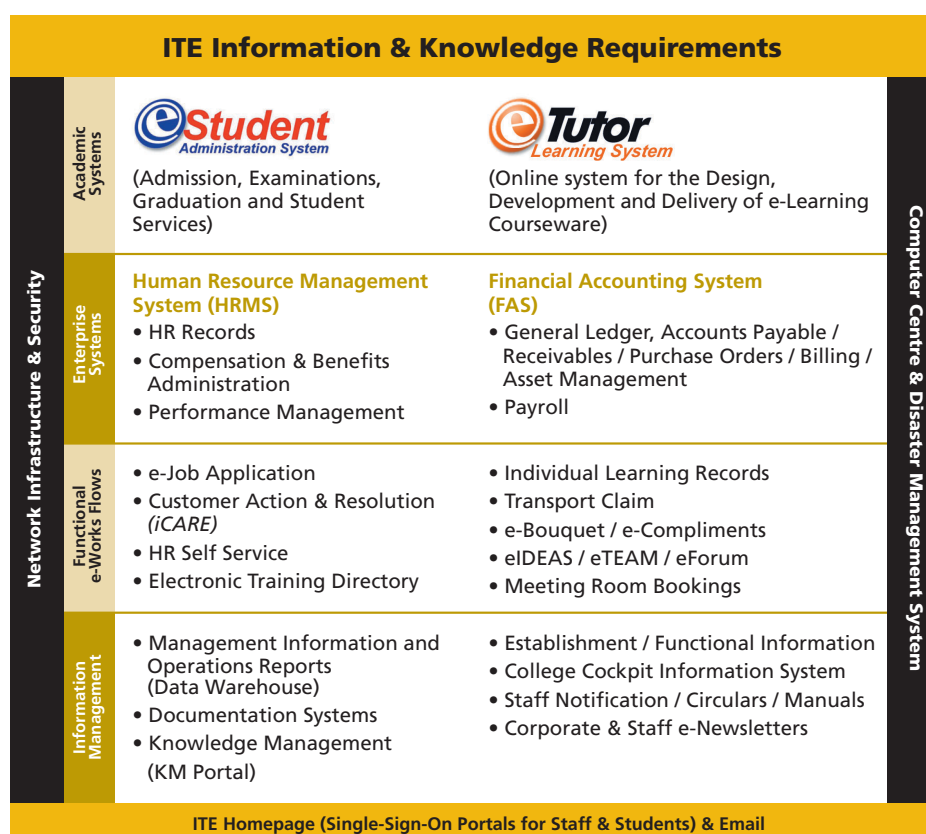 ITE Information & Knowledge Requirements
Network Infrastructure & Security
Academic
Systems
eStudent
Administration System
(Admission, Examinations,
Graduation and Student
Services)
eTutor
Learning System
(Online system for the Design,
Development and Delivery of e-Learning
Courseware)
Enterprise
Systems
Human Resource Management
System (HRMS)
• HR Records
• Compensation & Benefits
Administration
• Performance Management
Financial Accounting System
(FAS)
• General Ledger, Accounts Payable /
Receivables / Purchase Orders / Billing /
Asset Management
• Payroll
Functional
e-Works Flows
• e-Job Application
• Customer Action & Resolution
(iCARE)
• HR Self Service
• Electronic Training Directory
• Individual Learning Records
• Transport Claim
• e-Bouquet / e-Compliments
• eIDEAS / eTEAM / eForum
• Meeting Room Bookings
Information
Management
• Management Information and
Operations Reports
(Data Warehouse)
• Documentation Systems
• Knowledge Management
(KM Portal)
• Establishment / Functional Information
• College Cockpit Information System
• Staff Notification / Circulars / Manuals
• Corporate & Staff e-Newsletters
Computer Centre & Disaster Management System
ITE Homepage (Single-Sign-On Portals for Staff & Students) & Email